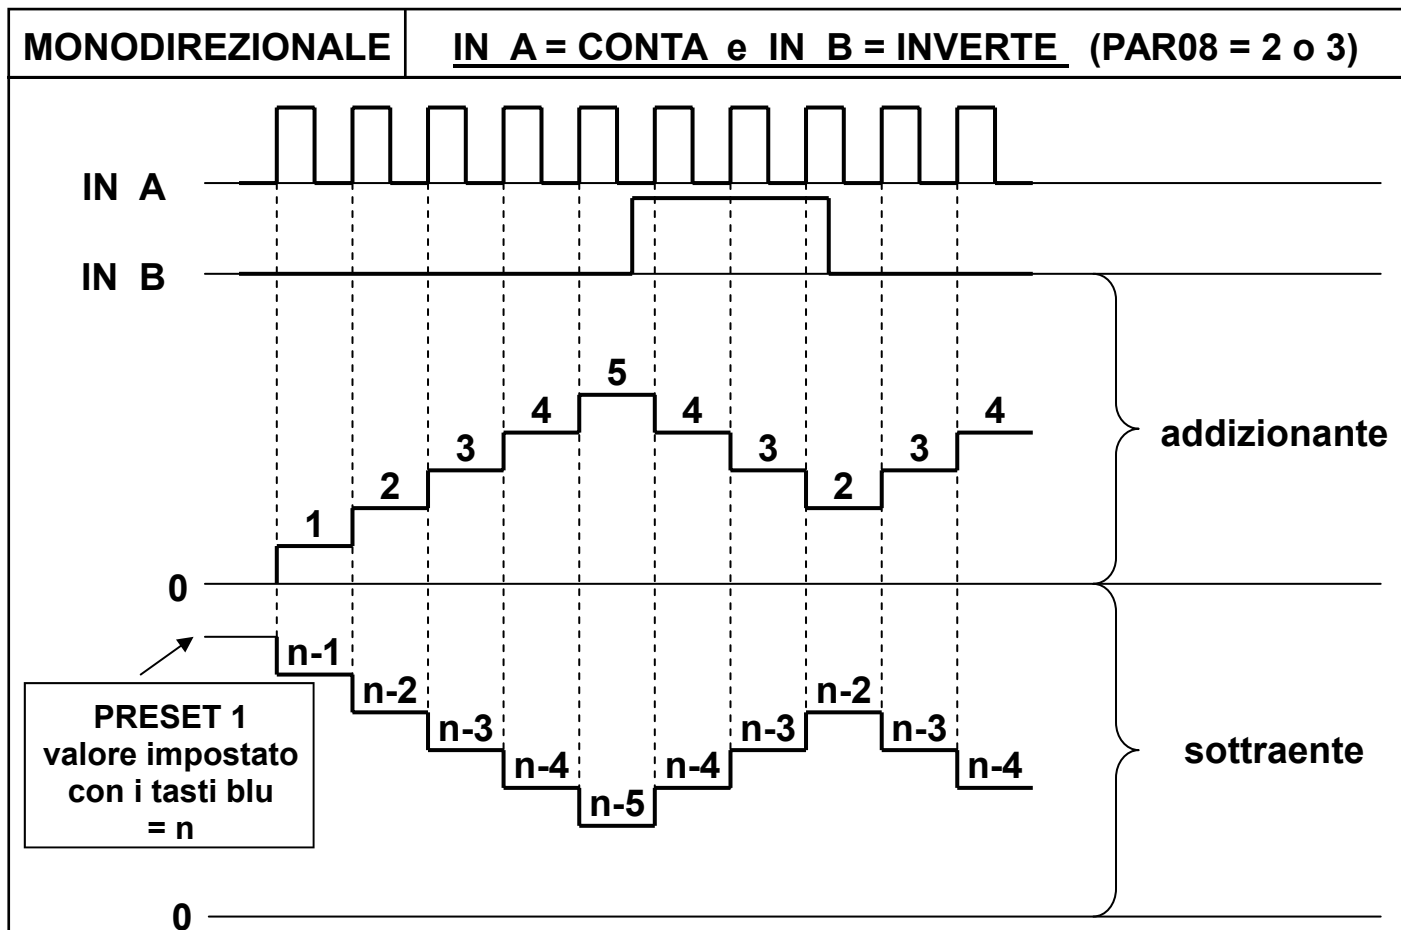 MONODIREZIONALE
IN A = CONTA e IN B = INVERTE (PAR08 = 2 o 3)
IN A
IN B
1
2
3
4
5
4
3
2
3
4
addizionante
0
n-1
n-2
n-3
n-4
n-5
n-4
n-3
n-2
n-3
n-4
sottraente
PRESET 1
valore impostato
con i tasti blu
= n
0